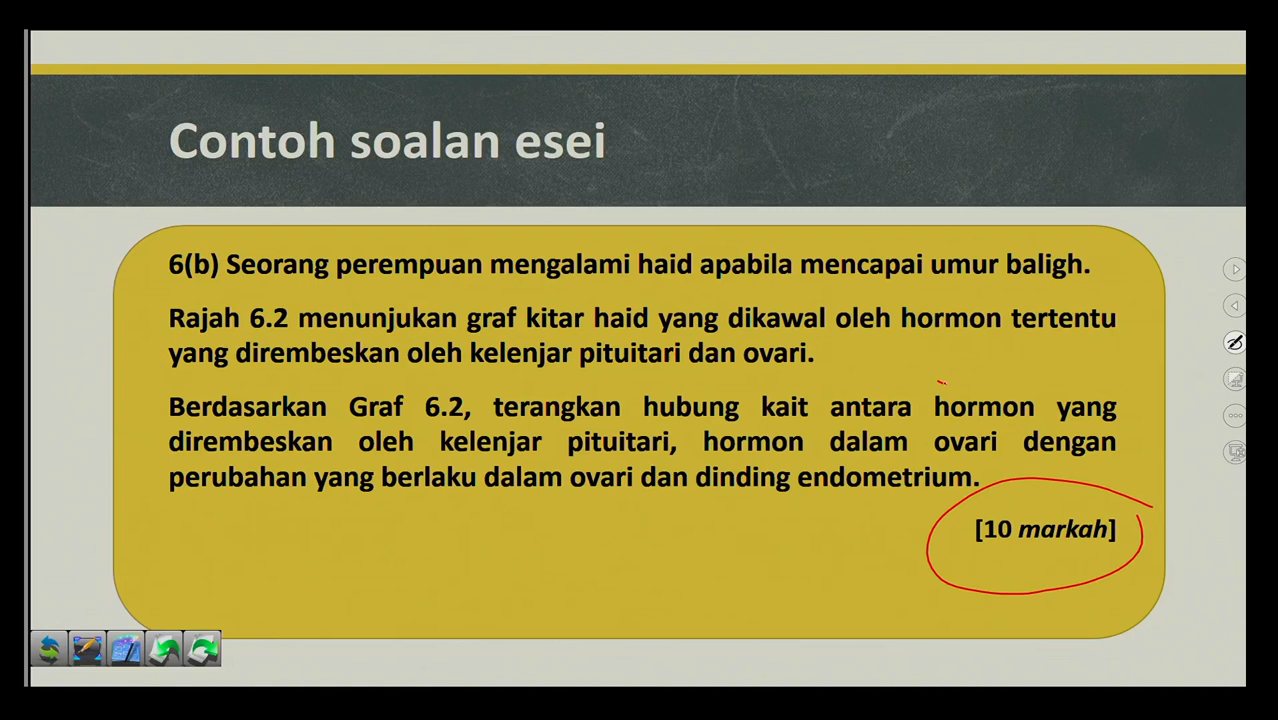 Contoh soalan esei
6(b) Seorang perempuan mengalami haid apabila mencapai umur baligh.
Rajah 6.2 menunjukan graf kitar haid yang dikawal oleh hormon tertentu
yang dirembeskan oleh kelenjar pituitari dan ovari.
Berdasarkan Graf 6.2, terangkan hubung kait antara hormon yang
dirembeskan oleh kelenjar pituitari, hormon dalam ovari dengan
perubahan yang berlaku dalam ovari dan dinding endometrium.
[10 markah]